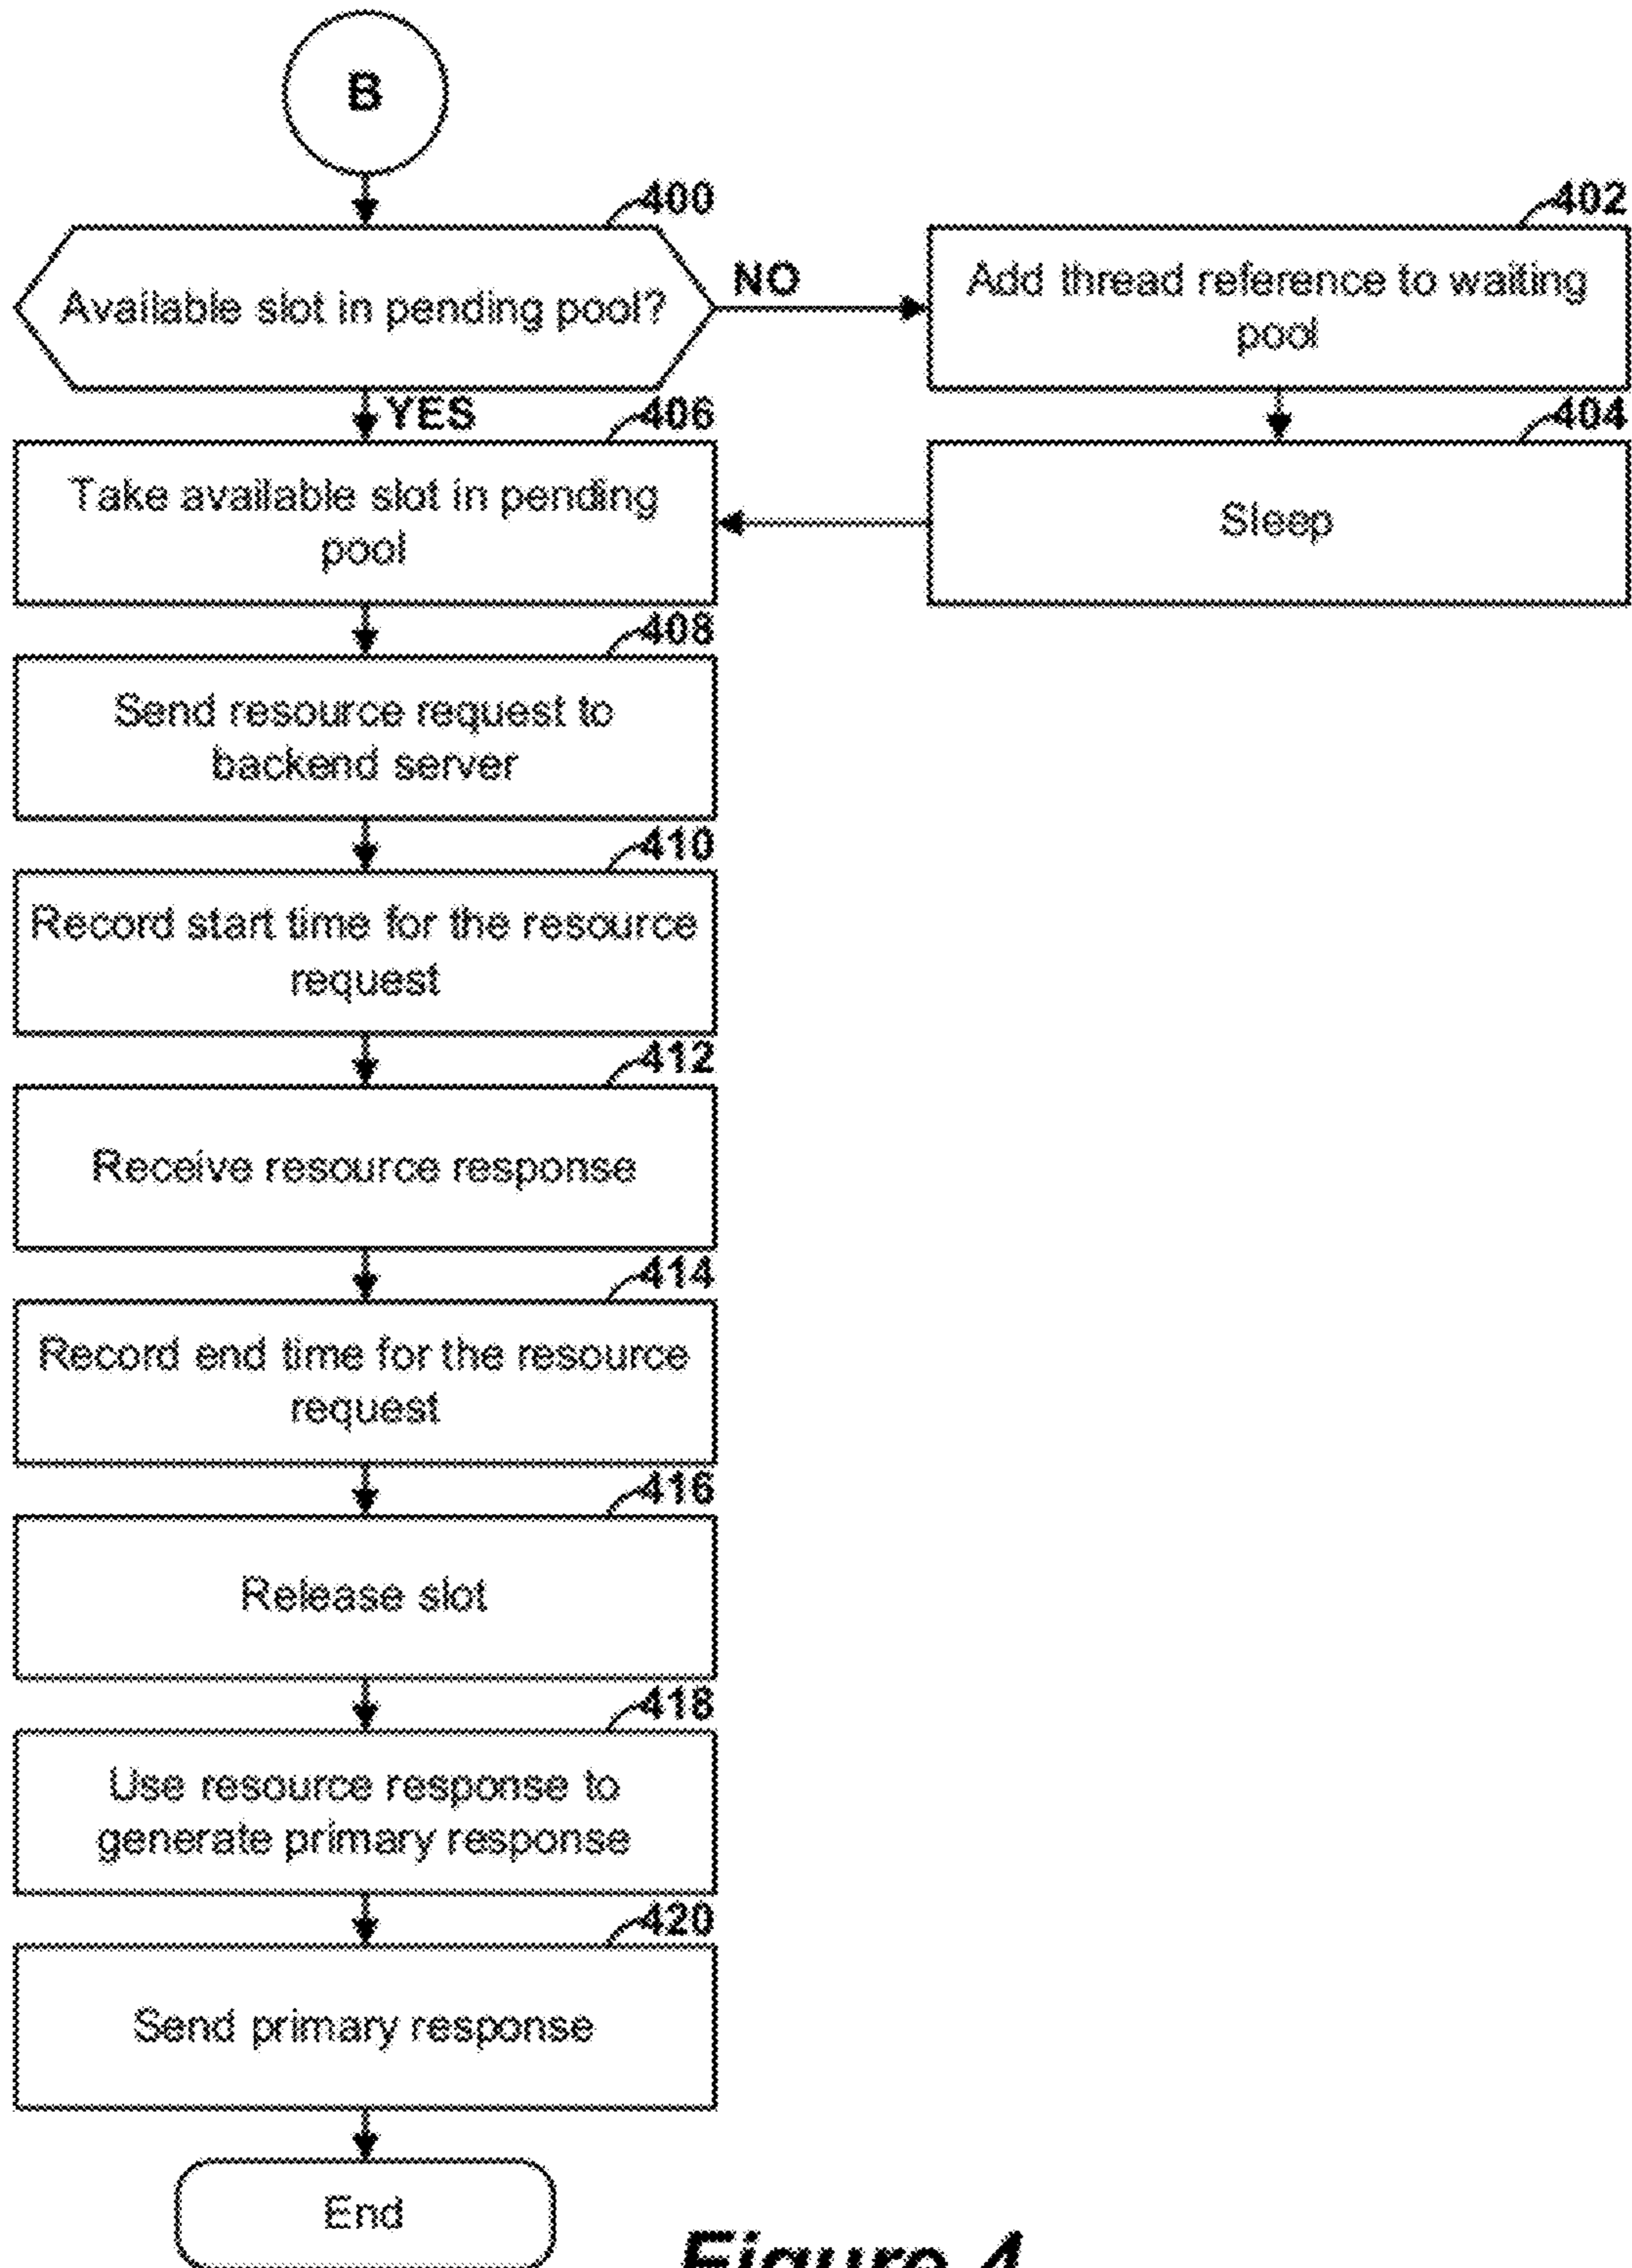 B
400
402
Available slot in pending pool?
NO
Add thread reference to waiting
pool
YES
406
404
Take available slot in pending
pool
Sleep
408
Send resource request to
backend server
410
Record start time for the resource
request
412
Receive resource response
414
Record end time for the resource
request
416
Release slot
418
Use resource response to
generate primary response
420
Send primary response
End
Figure 4